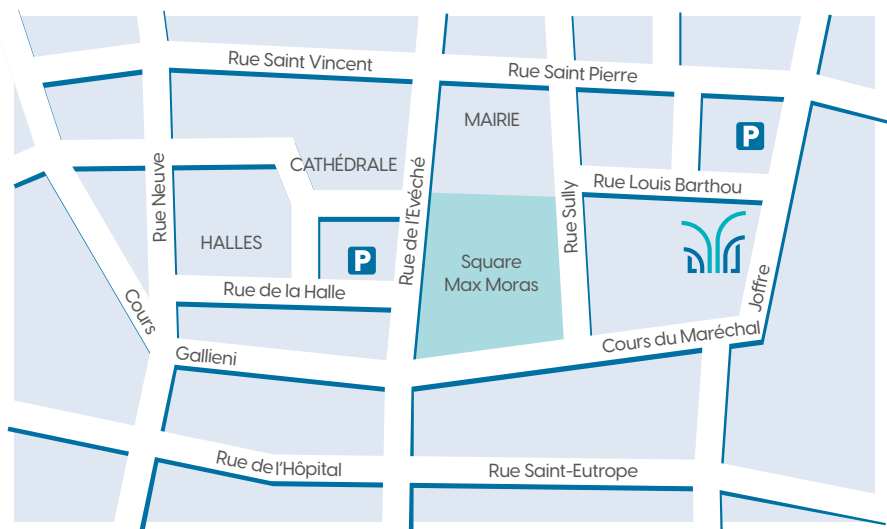 Rue Saint Vincent
Rue Saint Pierre
MAIRIE
P
CATHÉDRALE
Rue Louis Barthou
Rue Neuve
Rue de l'Evéché
Rue Sully
HALLES
P
Square
Max Moras
Rue de la Halle
Cours
Gallieni
Cours du Maréchal
Joffre
Rue de l'Hôpital
Rue Saint-Eutrope